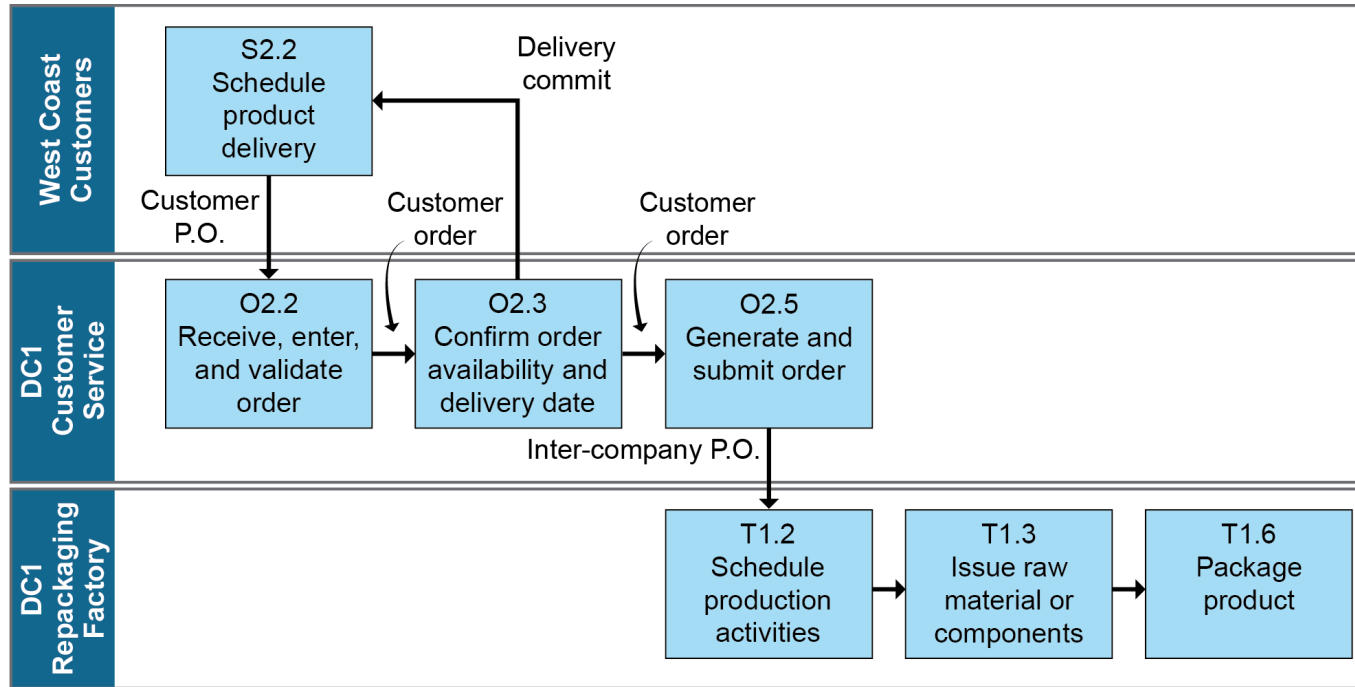 West Coast
Customers
S2.2
Schedule
product
delivery
Delivery
commit
Customer
P.O.
Customer
order
Customer
order
DC1
Customer
Service
O2.2
Receive, enter,
and validate
order
O2.3
Confirm order
availability and
delivery date
O2.5
Generate and
submit order
Inter-company P.O.
DC1
Repackaging
Factory
T1.2
Schedule
production
activities
T1.3
Issue raw
material or
components
T1.6
Package
product